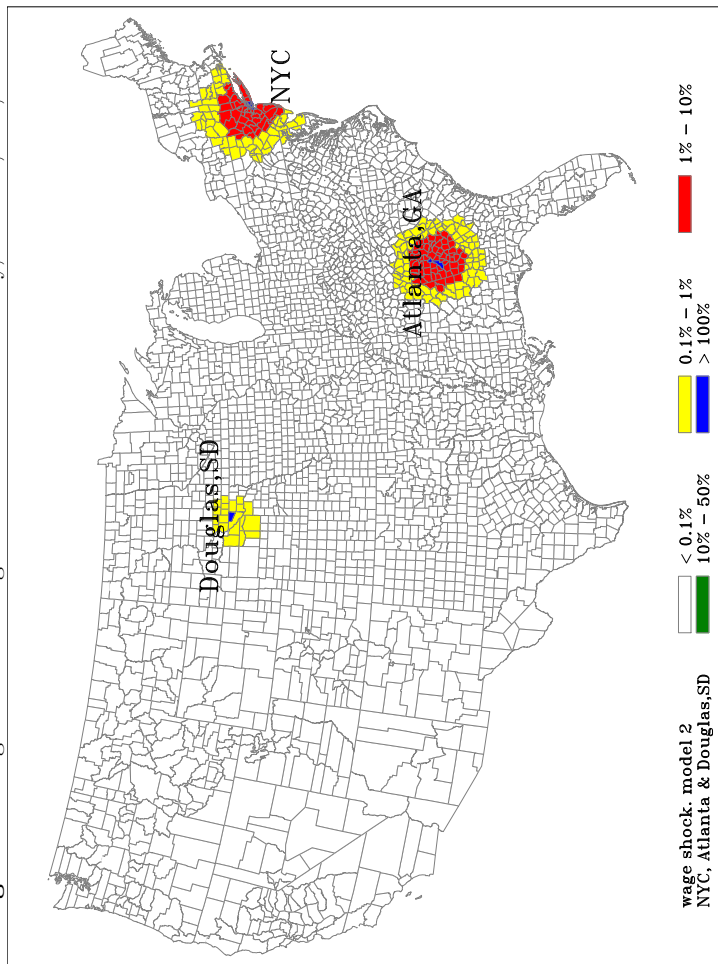 NYC
Atlanta,GA
Douglas,SD
wage shock. model 2
NYC, Atlanta & Douglas,SD
< 0.1%
0.1% - 1%
1% - 10%
10% - 50%
> 100%